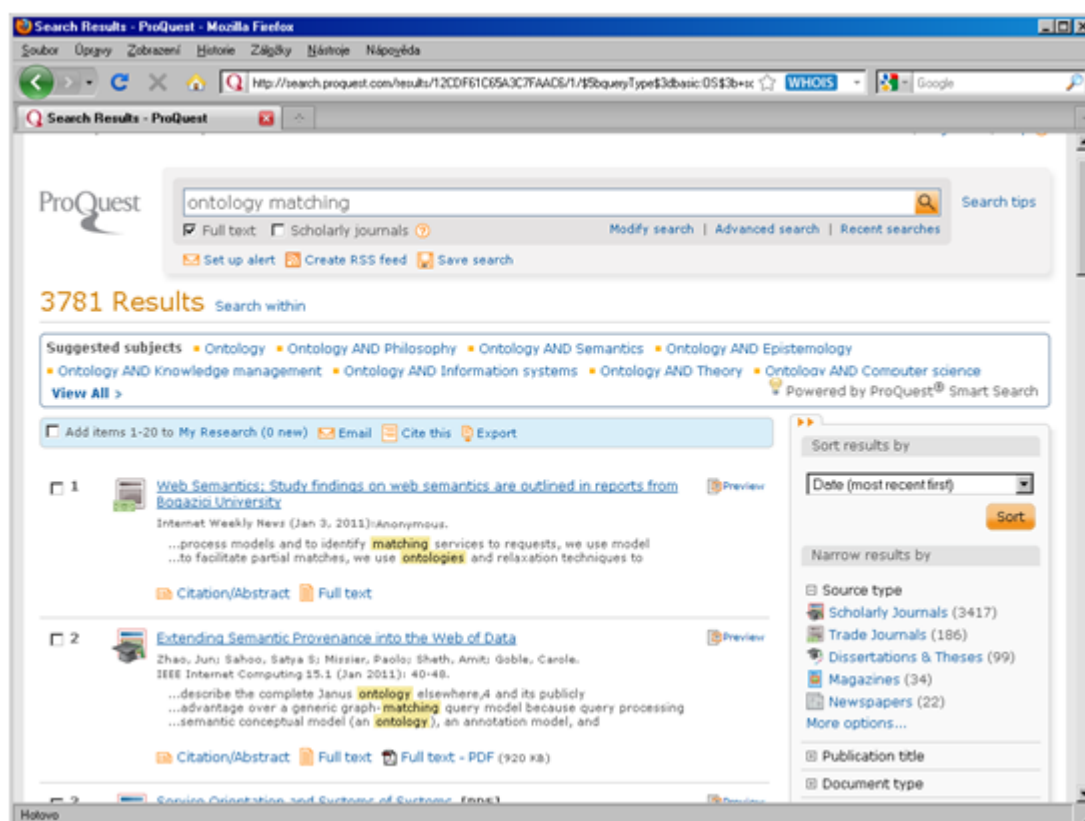 Search Results - ProQuest - Mozilla Firefox
Soubor Úpravy Zobrazení Historie Záložky Nástroje Nápověda
http://search.proquest.com/results/12CDF61C65A3C7FAAC6/1/$5bqueryType$3dbasic:OS$3b+sc WHOIS Google
Search Results - ProQuest
ProQuest
ontology matching
Search tips
Full text Scholarly journals
Modify search | Advanced search | Recent searches
Set up alert Create RSS feed Save search
3781 Results Search within
Suggested subjects Ontology Ontology AND Philosophy Ontology AND Semantics Ontology AND Epistemology
Ontology AND Knowledge management Ontology AND Information systems Ontology AND Theory Ontology AND Computer science
View All >
Powered by ProQuest® Smart Search
Add items 1-20 to My Research (0 new) Email Cite this Export
1 Web Semantics; Study findings on web semantics are outlined in reports from
Bogazici University
Preview
Internet Weekly News (Jan 3, 2011):Anonymous.
...process models and to identify matching services to requests, we use model
...to facilitate partial matches, we use ontologies and relaxation techniques to
Citation/Abstract Full text
2 Extending Semantic Provenance into the Web of Data
Preview
Zhao, Jun; Sahoo, Satya S; Missier, Paolo; Sheth, Amit; Goble, Carole.
IEEE Internet Computing 15.1 (Jan 2011): 40-48.
...describe the complete Janus ontology elsewhere,4 and its publicly
...advantage over a generic graph-matching query model because query processing
...semantic conceptual model (an ontology), an annotation model, and
Citation/Abstract Full text Full text - PDF (920 KB)
Service Orientation and Systems of Systems
Sort results by
Date (most recent first)
Sort
Narrow results by
Source type
Scholarly Journals (3417)
Trade Journals (186)
Dissertations & Theses (99)
Magazines (34)
Newspapers (22)
More options...
Publication title
Document type
Hotovo